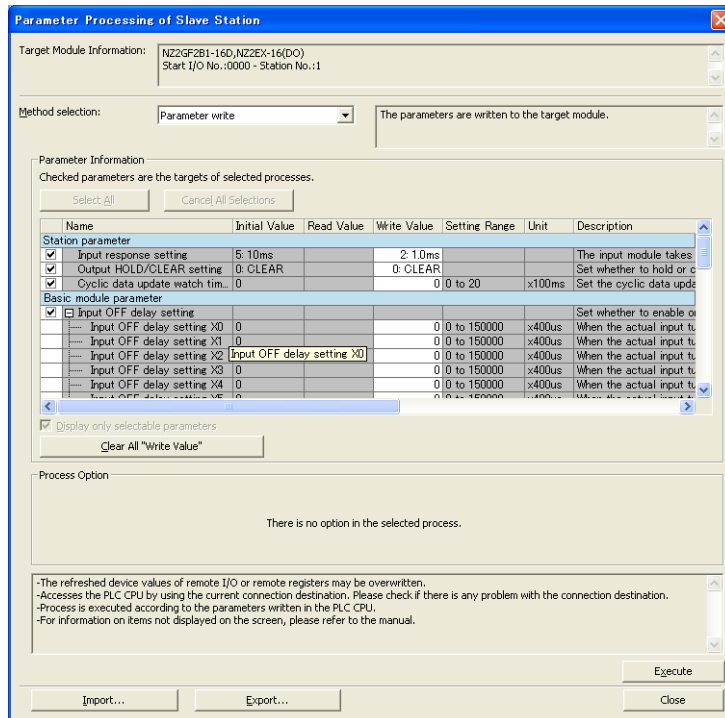 Parameter Processing of Slave Station
Target Module Information:
NZ2GF2B1-16D,NZ2EX-16(DO)
Start I/O No.:0000 - Station No.:1
Method selection:
Parameter write
The parameters are written to the target module.
Parameter Information
Checked parameters are the targets of selected processes.
Select All
Cancel All Selections
Name Initial Value Read Value Write Value Setting Range Unit Description
Station parameter
Input response setting 5: 10ms 2: 1.0ms The input module takes
Output HOLD/CLEAR setting 0: CLEAR 0: CLEAR Set whether to hold or c
Cyclic data update watch tim... 0 0 0 to 20 x100ms Set the cyclic data upda
Basic module parameter
Input OFF delay setting Set whether to enable or
Input OFF delay setting X0 0 0 0 to 150000 x400us When the actual input tu
Input OFF delay setting X1 0 0 0 to 150000 x400us When the actual input tu
Input OFF delay setting X2 Input OFF delay setting X0 0 0 to 150000 x400us When the actual input tu
Input OFF delay setting X3 0 0 0 to 150000 x400us When the actual input tu
Input OFF delay setting X4 0 0 0 to 150000 x400us When the actual input tu
Display only selectable parameters
Clear All "Write Value"
Process Option
There is no option in the selected process.
-The refreshed device values of remote I/O or remote registers may be overwritten.
-Accesses the PLC CPU by using the current connection destination. Please check if there is any problem with the connection destination.
-Process is executed according to the parameters written in the PLC CPU.
-For information on items not displayed on the screen, please refer to the manual.
Execute
Import...
Export...
Close